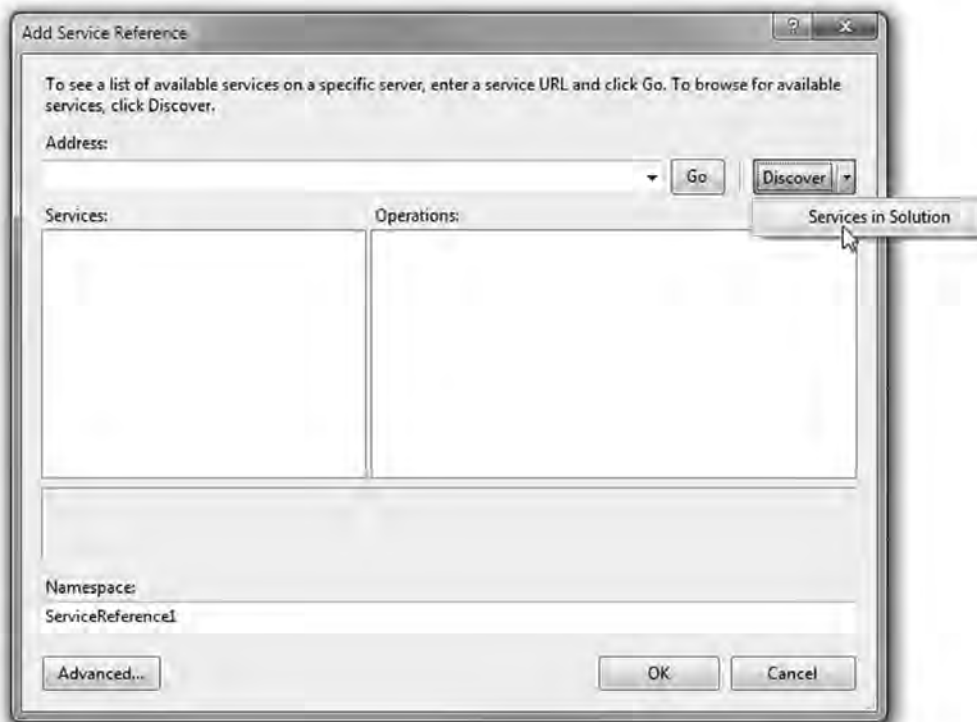 Add Service Reference
To see a list of available services on a specific server, enter a service URL and click Go. To browse for available
services, click Discover.
Address:
Go
Discover
Services in Solution
Services:
Operations:
Namespace:
ServiceReference1
Advanced...
OK
Cancel